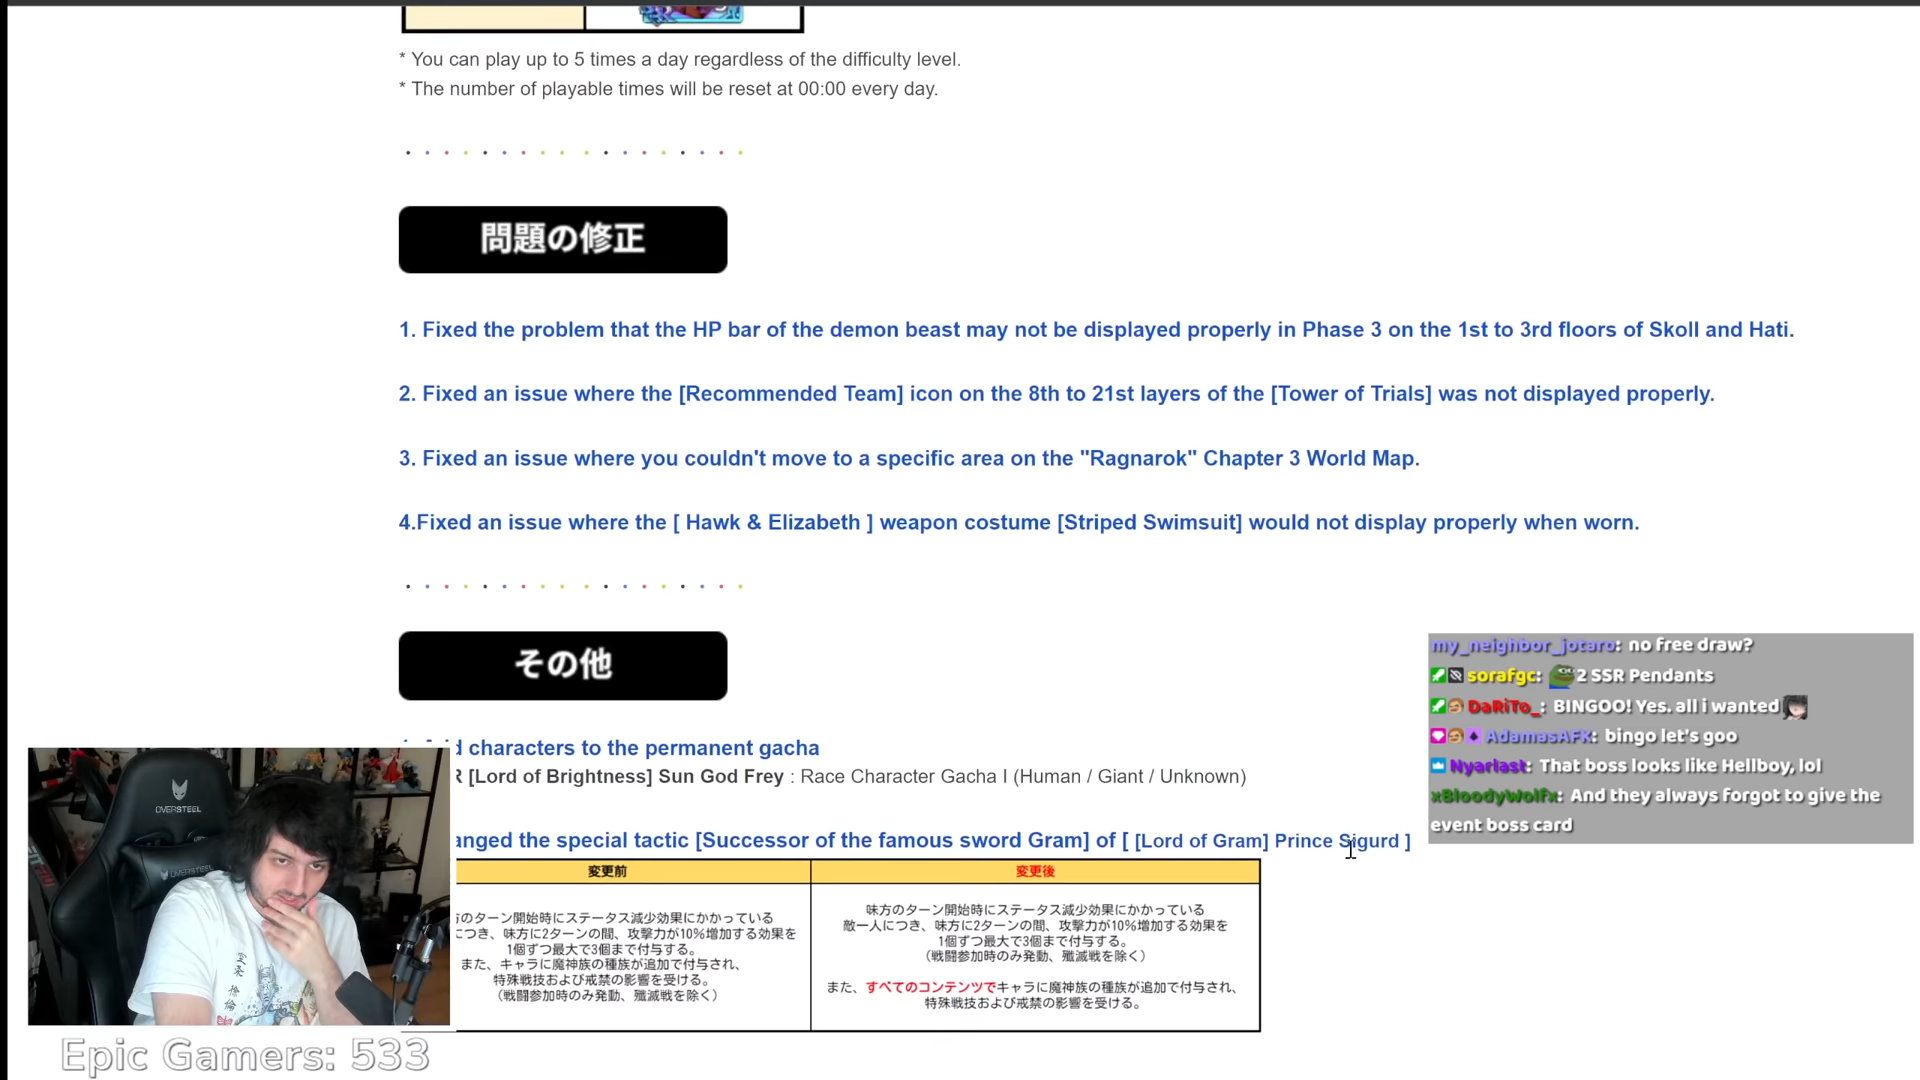 * You can play up to 5 times a day regardless of the difficulty level.
* The number of playable times will be reset at 00:00 every day.
問題の修正
1. Fixed the problem that the HP bar of the demon beast may not be displayed properly in Phase 3 on the 1st to 3rd floors of Skoll and Hati.
2. Fixed an issue where the [Recommended Team] icon on the 8th to 21st layers of the [Tower of Trials] was not displayed properly.
3. Fixed an issue where you couldn't move to a specific area on the "Ragnarok" Chapter 3 World Map.
4.Fixed an issue where the [ Hawk & Elizabeth ] weapon costume [Striped Swimsuit] would not display properly when worn.
その他
characters to the permanent gacha
[Lord of Brightness] Sun God Frey : Race Character Gacha I (Human / Giant / Unknown)
anged the special tactic [Successor of the famous sword Gram] of [ [Lord of Gram] Prince Sigurd ]
変更前
のターン開始時にステータス減少効果にかかっている
につき、味方に2ターンの間、攻撃力が10%増加する効果を
1個ずつ最大で3個まで付与する。
また、キャラに魔神族の種族が追加で付与され、
特殊戦技および戒禁の影響を受ける。
（戦闘参加時のみ発動、殲滅戦を除く）
変更後
味方のターン開始時にステータス減少効果にかかっている
敵一人につき、味方に2ターンの間、攻撃力が10%増加する効果を
1個ずつ最大で3個まで付与する。
（戦闘参加時のみ発動、殲滅戦を除く）
また、すべてのコンテンツでキャラに魔神族の種族が追加で付与され、
特殊戦技および戒禁の影響を受ける。
my_neighbor_jotaro: no free draw?
sorafgc: 2 SSR Pendants
DaRiTo_: BINGOO! Yes. all i wanted
AdamasAFK: bingo let's goo
Nyarlast: That boss looks like Hellboy, lol
xBloodyWolfx: And they always forgot to give the
event boss card
OVERSTEEL
Epic Gamers: 533